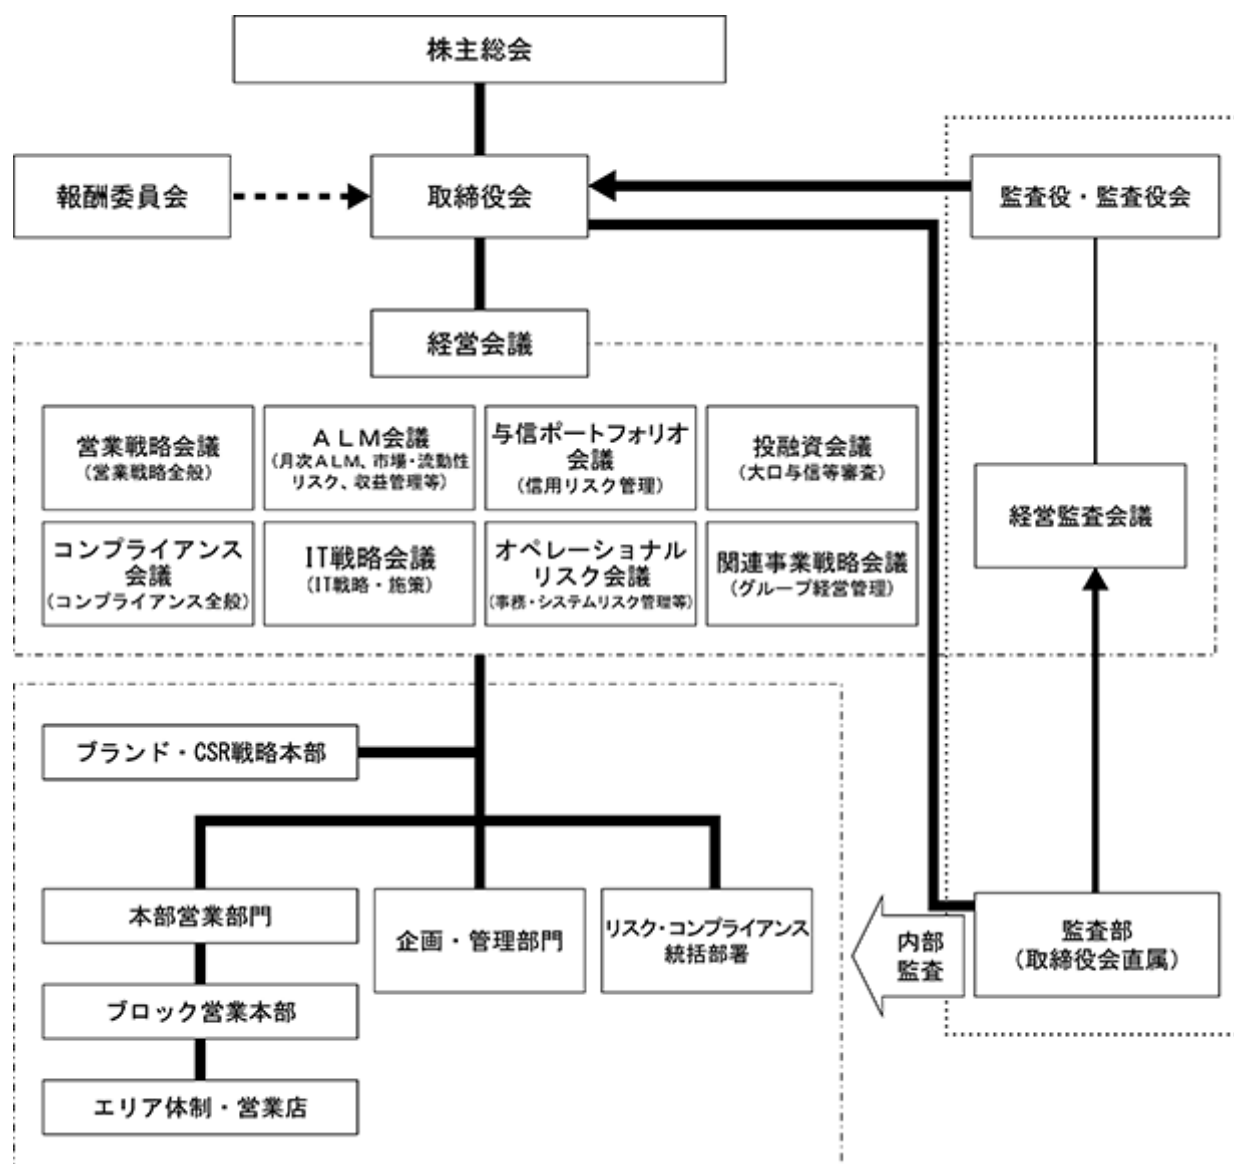 株主総会
報酬委員会
取締役会
監査役・監査役会
経営会議
営業戦略会議
(営業戦略全般)
ＡＬＭ会議
(月次ＡＬＭ、市場・流動性
リスク、収益管理等)
与信ポートフォリオ
会議
(信用リスク管理)
投融資会議
(大口与信等審査)
コンプライアンス
会議
(コンプライアンス全般)
IT戦略会議
(IT戦略・施策)
オペレーショナル
リスク会議
(事務・システムリスク管理等)
関連事業戦略会議
(グループ経営管理)
経営監査会議
ブランド・CSR戦略本部
本部営業部門
企画・管理部門
リスク・コンプライアンス
統括部署
内部
監査
監査部
(取締役会直属)
ブロック営業本部
エリア体制・営業店